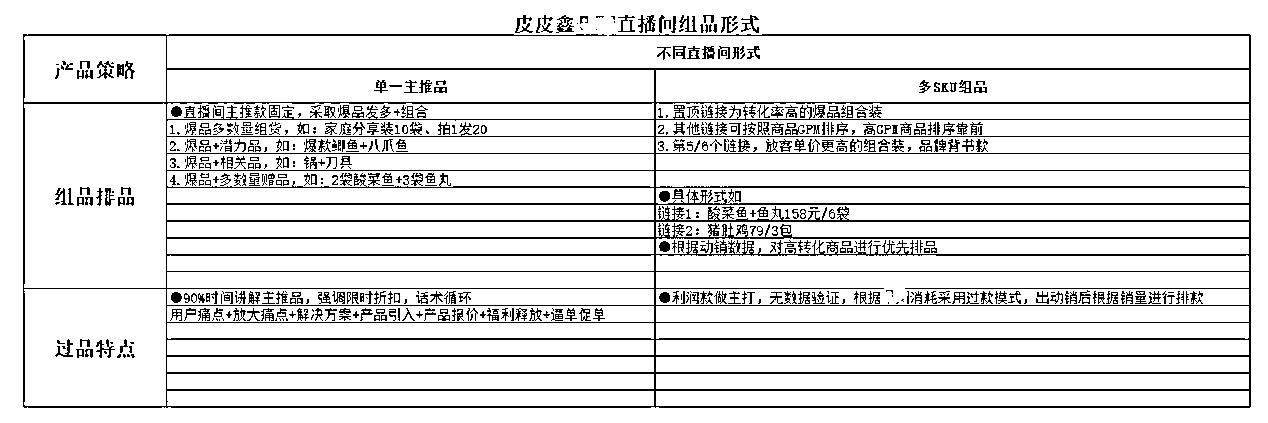 皮皮鑫 直播间组品形式
产品策略
不同直播间形式
单一主推品
多SKU组品
组品排品
●直播间主推款固定，采取爆品发多+组合
1. 爆品多数量组货，如：家庭分享装10袋、拍1发20
2. 爆品+潜力品，如：爆款鲫鱼+八爪鱼
3. 爆品+相关品，如：锅+刀具
4. 爆品+多数量赠品，如：2袋酸菜鱼+3袋鱼丸
1. 置顶链接为转化率高的爆品组合装
2. 其他链接可按照商品GPM排序，高GPM商品排序靠前
3. 第5/6个链接，放客单价更高的组合装，品牌背书款
●具体形式如
链接1：酸菜鱼+鱼丸158元/6袋
链接2：猪肚鸡79/3包
●根据动销数据，对高转化商品进行优先排品
过品特点
●90%时间讲解主推品，强调限时折扣，话术循环
用户痛点+放大痛点+解决方案+产品引入+产品报价+福利释放+逼单促单
●利润款做主打，无数据验证，根据 消耗采用过款模式，出动销后根据销量进行排款